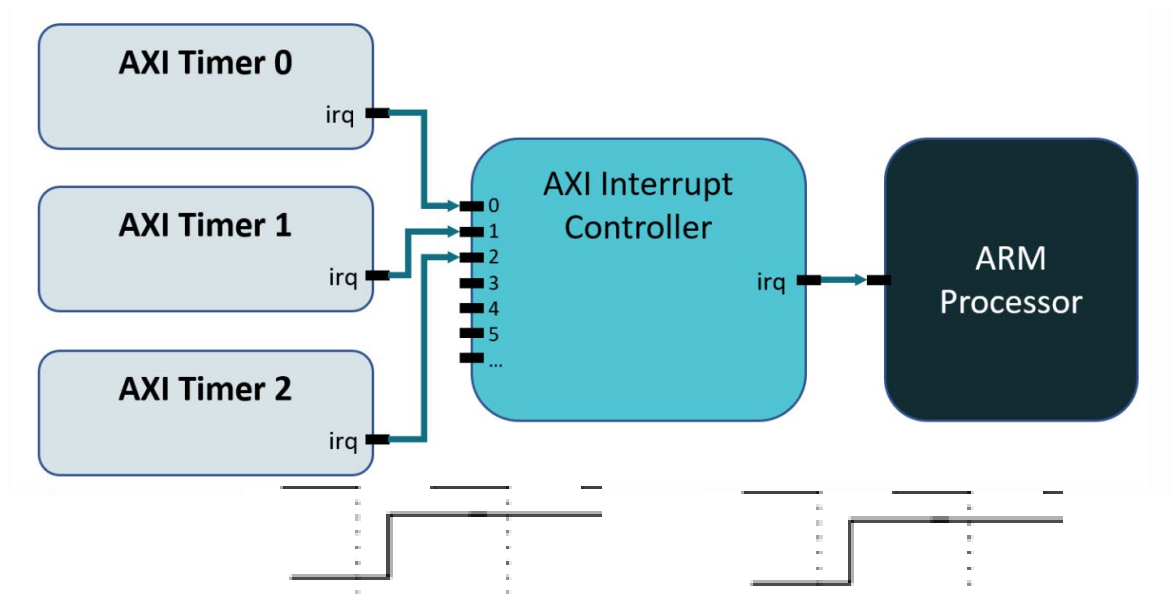 AXI Timer 0
irq
AXI Timer 1
irq
AXI Timer 2
irq
AXI Interrupt
Controller
0
1
2
3
4
5
...
irq
ARM
Processor